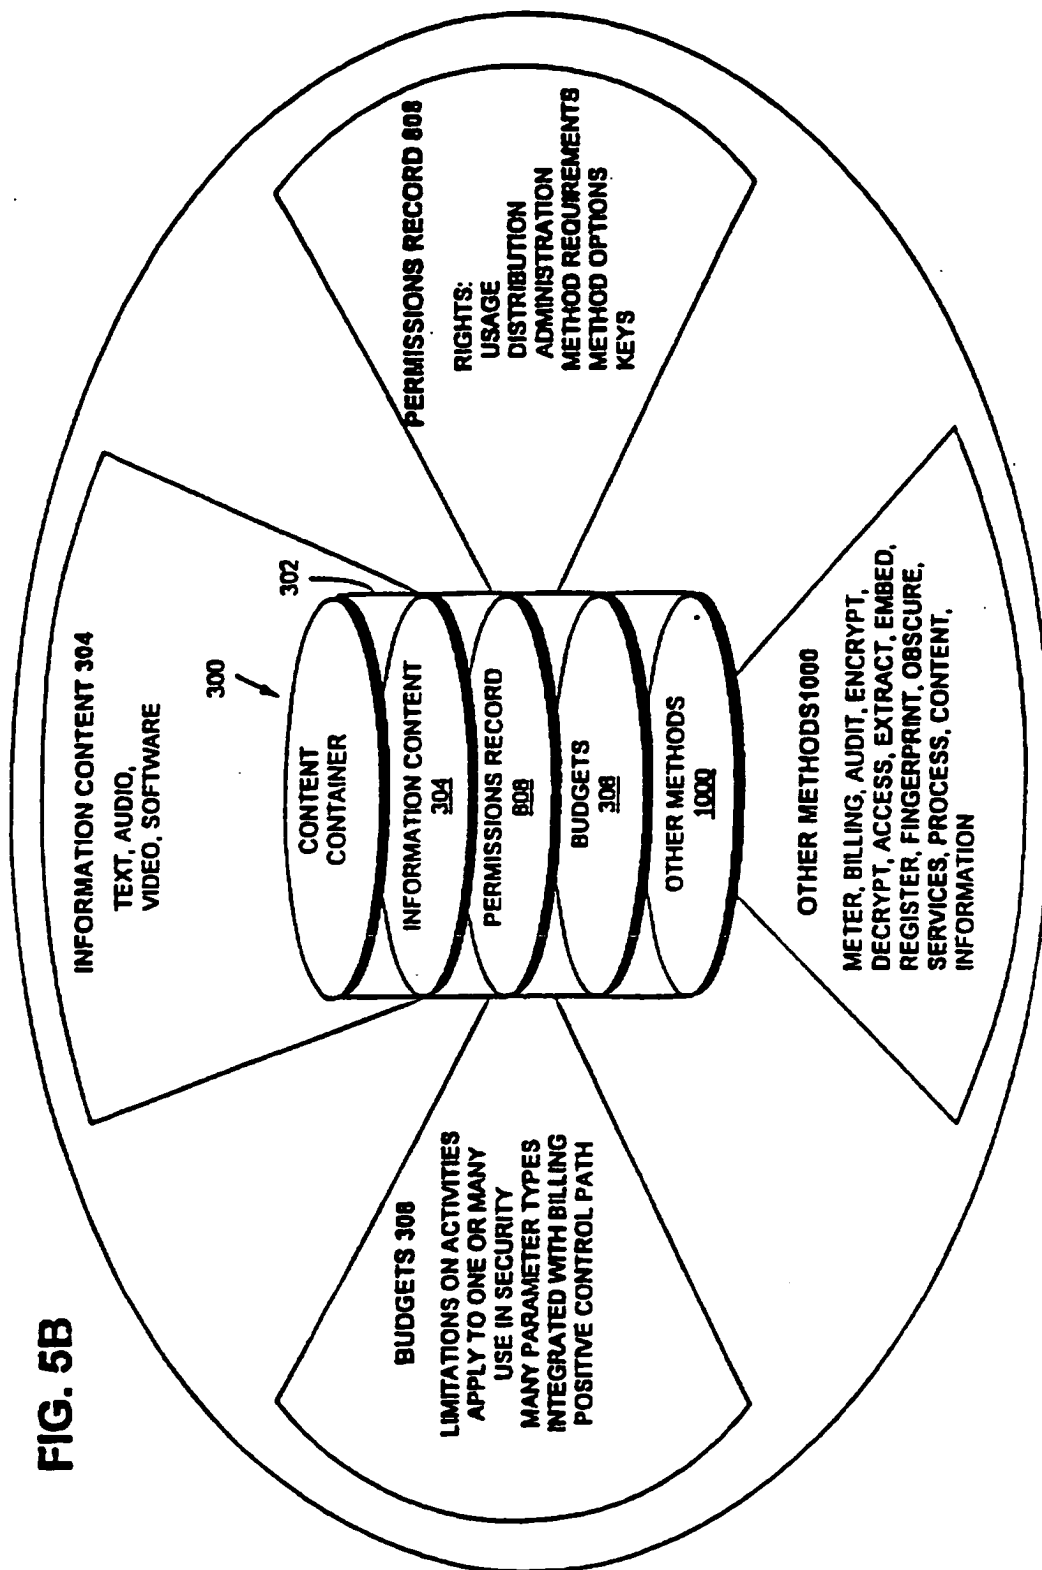 FIG. 5B
INFORMATION CONTENT 304
TEXT, AUDIO,
VIDEO, SOFTWARE
BUDGETS 308
LIMITATIONS ON ACTIVITIES
APPLY TO ONE OR MANY
USE IN SECURITY
MANY PARAMETER TYPES
INTEGRATED WITH BILLING
POSITIVE CONTROL PATH
300
302
CONTENT
CONTAINER
INFORMATION CONTENT
304
PERMISSIONS RECORD
808
BUDGETS
308
OTHER METHODS
1000
PERMISSIONS RECORD 808
RIGHTS:
USAGE
DISTRIBUTION
ADMINISTRATION
METHOD REQUIREMENTS
METHOD OPTIONS
KEYS
OTHER METHODS1000
METER, BILLING, AUDIT, ENCRYPT,
DECRYPT, ACCESS, EXTRACT, EMBED,
REGISTER, FINGERPRINT, OBSCURE,
SERVICES, PROCESS, CONTENT,
INFORMATION